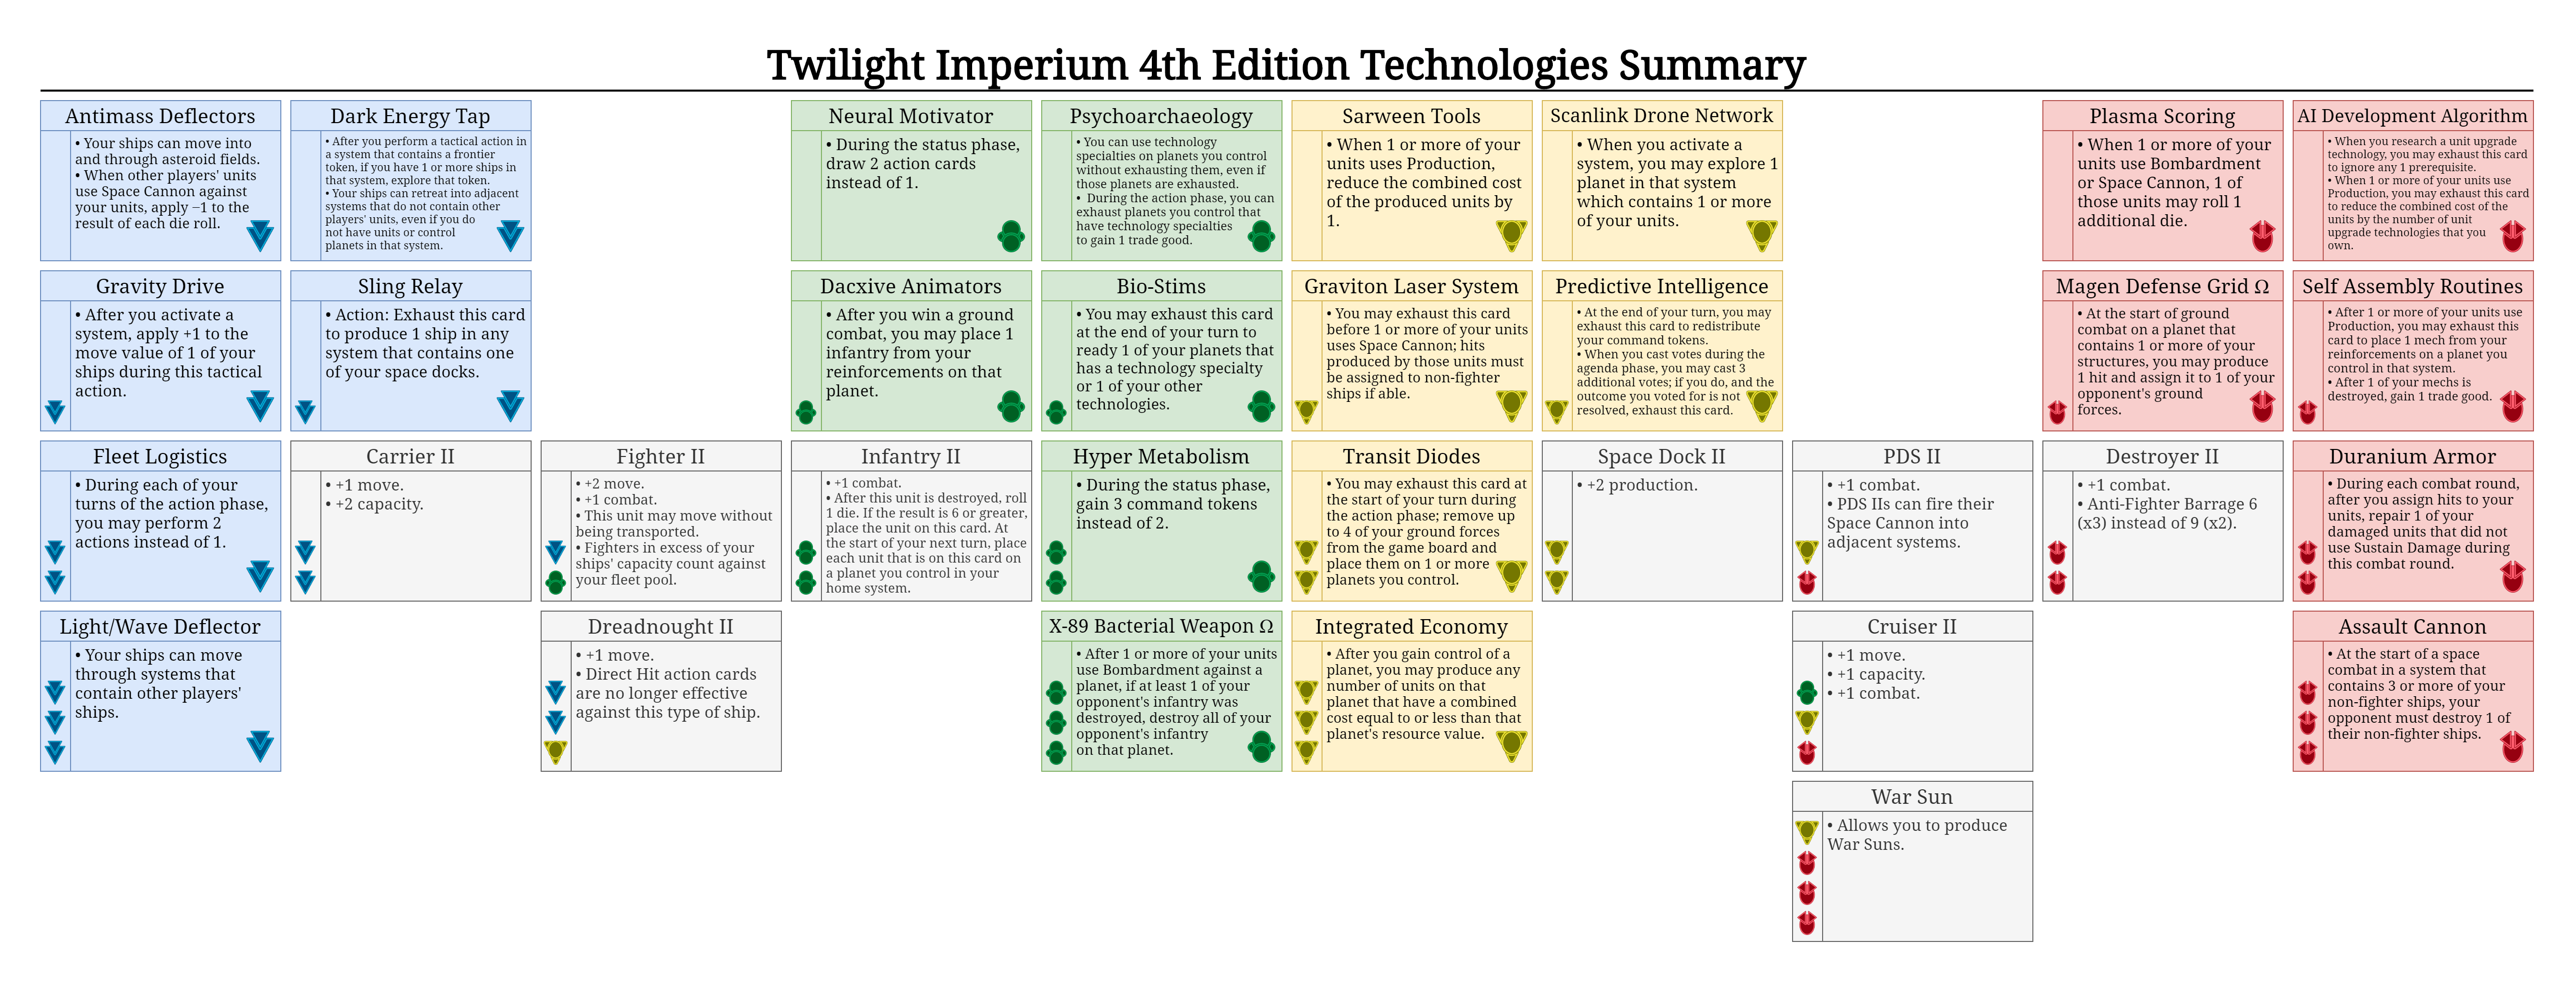 Twilight Imperium 4th Edition Technologies Summary
Antimass Deflectors
• Your ships can move into
and through asteroid fields.
• When other players' units
use Space Cannon against
your units, apply −1 to the
result of each die roll.
Dark Energy Tap
• After you perform a tactical action in
a system that contains a frontier
token, if you have 1 or more ships in
that system, explore that token.
• Your ships can retreat into adjacent
systems that do not contain other
players' units, even if you do
not have units or control
planets in that system.
Neural Motivator
• During the status phase,
draw 2 action cards
instead of 1.
Psychoarchaeology
• You can use technology
specialties on planets you control
without exhausting them, even if
those planets are exhausted.
• During the action phase, you can
exhaust planets you control that
have technology specialties
to gain 1 trade good.
Sarween Tools
• When 1 or more of your
units uses Production,
reduce the combined cost
of the produced units by
1.
Scanlink Drone Network
• When you activate a
system, you may explore 1
planet in that system
which contains 1 or more
of your units.
Plasma Scoring
• When 1 or more of your
units use Bombardment
or Space Cannon, 1 of
those units may roll 1
additional die.
AI Development Algorithm
• When you research a unit upgrade
technology, you may exhaust this card
to ignore any 1 prerequisite.
• When 1 or more of your units use
Production, you may exhaust this card
to reduce the combined cost of the
units by the number of unit
upgrade technologies that you
own.
Gravity Drive
• After you activate a
system, apply +1 to the
move value of 1 of your
ships during this tactical
action.
Sling Relay
• Action: Exhaust this card
to produce 1 ship in any
system that contains one
of your space docks.
Dacxive Animators
• After you win a ground
combat, you may place 1
infantry from your
reinforcements on that
planet.
Bio-Stims
• You may exhaust this card
at the end of your turn to
ready 1 of your planets that
has a technology specialty
or 1 of your other
technologies.
Graviton Laser System
• You may exhaust this card
before 1 or more of your units
uses Space Cannon; hits
produced by those units must
be assigned to non-fighter
ships if able.
Predictive Intelligence
• At the end of your turn, you may
exhaust this card to redistribute
your command tokens.
• When you cast votes during the
agenda phase, you may cast 3
additional votes; if you do, and the
outcome you voted for is not
resolved, exhaust this card.
Magen Defense Grid Ω
• At the start of ground
combat on a planet that
contains 1 or more of your
structures, you may produce
1 hit and assign it to 1 of your
opponent's ground
forces.
Self Assembly Routines
• After 1 or more of your units use
Production, you may exhaust this
card to place 1 mech from your
reinforcements on a planet you
control in that system.
• After 1 of your mechs is
destroyed, gain 1 trade good.
Fleet Logistics
• During each of your
turns of the action phase,
you may perform 2
actions instead of 1.
Carrier II
• +1 move.
• +2 capacity.
Fighter II
• +2 move.
• +1 combat.
• This unit may move without
being transported.
• Fighters in excess of your
ships' capacity count against
your fleet pool.
Infantry II
• +1 combat.
• After this unit is destroyed, roll
1 die. If the result is 6 or greater,
place the unit on this card. At
the start of your next turn, place
each unit that is on this card on
a planet you control in your
home system.
Hyper Metabolism
• During the status phase,
gain 3 command tokens
instead of 2.
Transit Diodes
• You may exhaust this card at
the start of your turn during
the action phase; remove up
to 4 of your ground forces
from the game board and
place them on 1 or more
planets you control.
Space Dock II
• +2 production.
PDS II
• +1 combat.
• PDS IIs can fire their
Space Cannon into
adjacent systems.
Destroyer II
• +1 combat.
• Anti-Fighter Barrage 6
(x3) instead of 9 (x2).
Duranium Armor
• During each combat round,
after you assign hits to your
units, repair 1 of your
damaged units that did not
use Sustain Damage during
this combat round.
Light/Wave Deflector
• Your ships can move
through systems that
contain other players'
ships.
Dreadnought II
• +1 move.
• Direct Hit action cards
are no longer effective
against this type of ship.
X-89 Bacterial Weapon Ω
• After 1 or more of your units
use Bombardment against a
planet, if at least 1 of your
opponent's infantry was
destroyed, destroy all of your
opponent's infantry
on that planet.
Integrated Economy
• After you gain control of a
planet, you may produce any
number of units on that
planet that have a combined
cost equal to or less than that
planet's resource value.
Cruiser II
• +1 move.
• +1 capacity.
• +1 combat.
Assault Cannon
• At the start of a space
combat in a system that
contains 3 or more of your
non-fighter ships, your
opponent must destroy 1 of
their non-fighter ships.
War Sun
• Allows you to produce
War Suns.